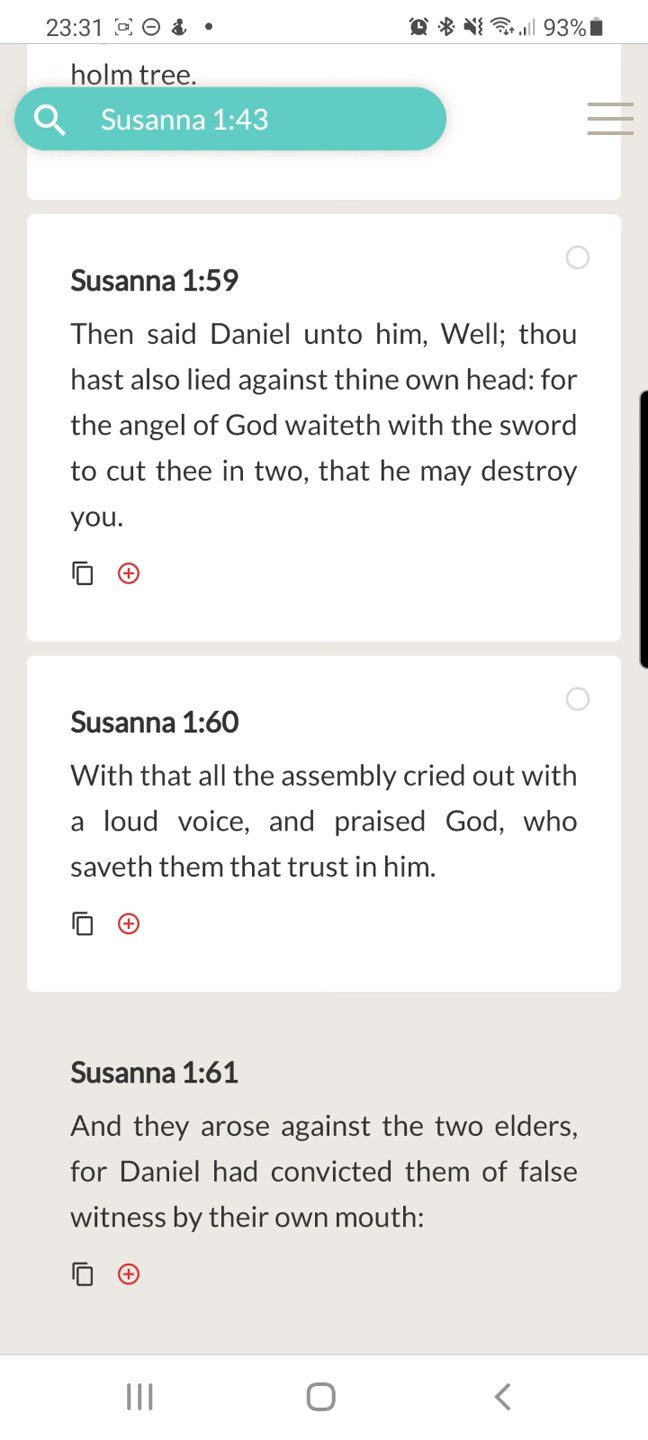 23:31 93%
holm tree.
Susanna 1:43
Susanna 1:59
Then said Daniel unto him, Well; thou
hast also lied against thine own head: for
the angel of God waiteth with the sword
to cut thee in two, that he may destroy
you.
Susanna 1:60
With that all the assembly cried out with
a loud voice, and praised God, who
saveth them that trust in him.
Susanna 1:61
And they arose against the two elders,
for Daniel had convicted them of false
witness by their own mouth: